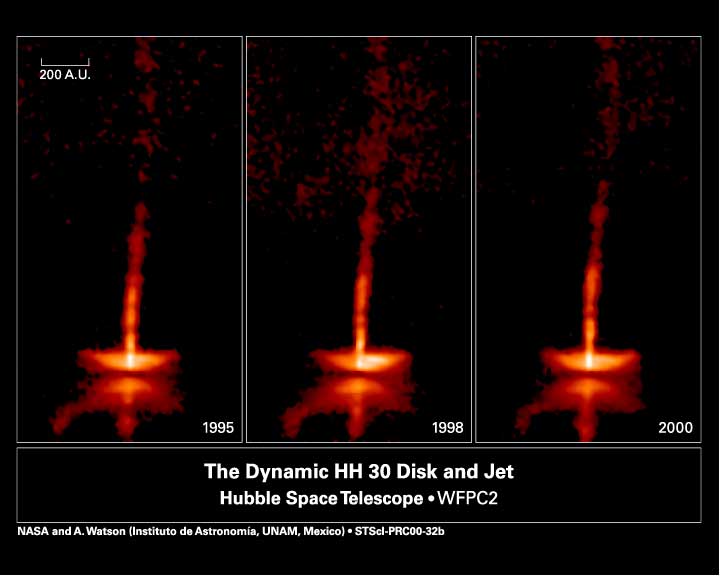 200 A.U.
1995
1998
2000
The Dynamic HH 30 Disk and Jet
Hubble Space Telescope • WFPC2
NASA and A. Watson (Instituto de Astronomía, UNAM, Mexico) • STScI-PRC00-32b